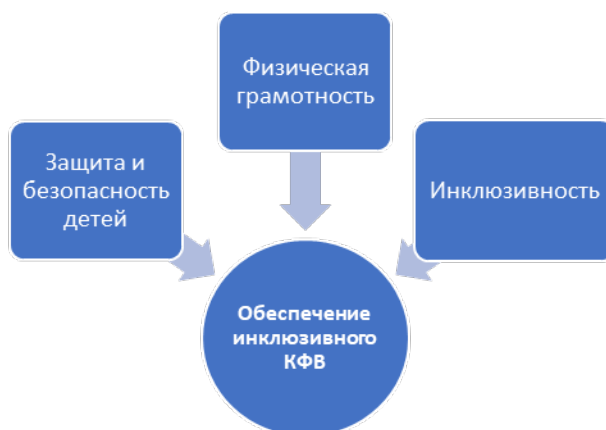 Физическая
грамотность
Защита и
безопасность
детей
Инклюзивность
Обеспечение
инклюзивного
КФВ